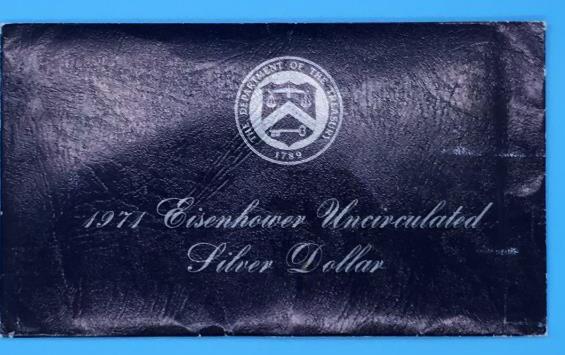 THE DEPARTMENT OF THE TREASURY
1789
1971 Eisenhower Uncirculated
Silver Dollar